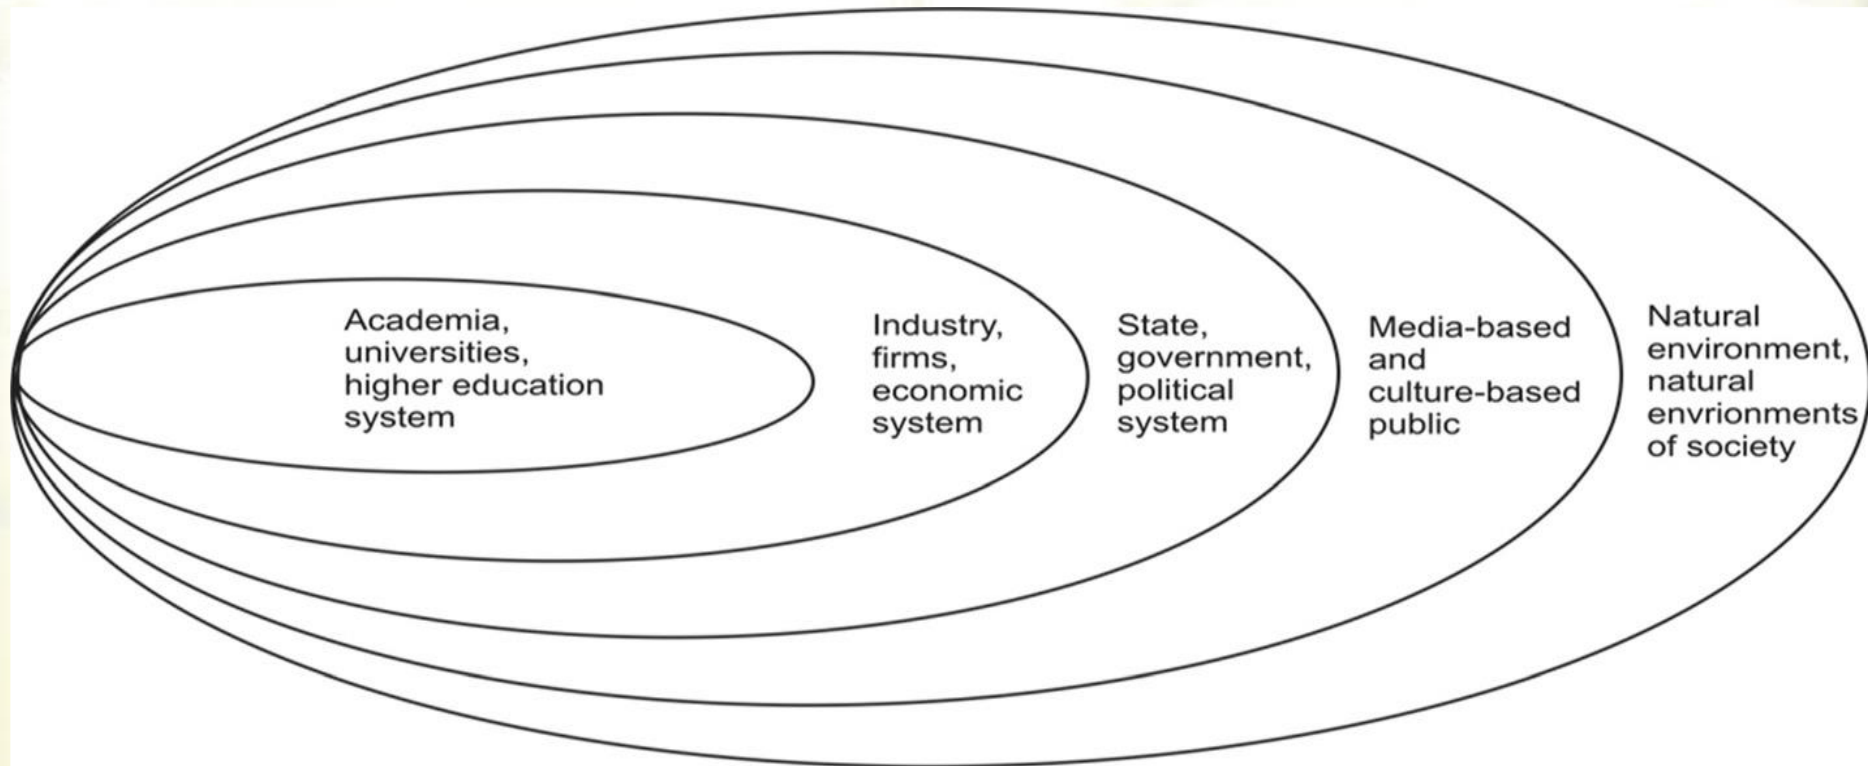 Academia,
universities,
higher education
system
Industry,
firms,
economic
system
State,
government,
political
system
Media-based
and
culture-based
public
Natural
environment,
natural
envrionments
of society